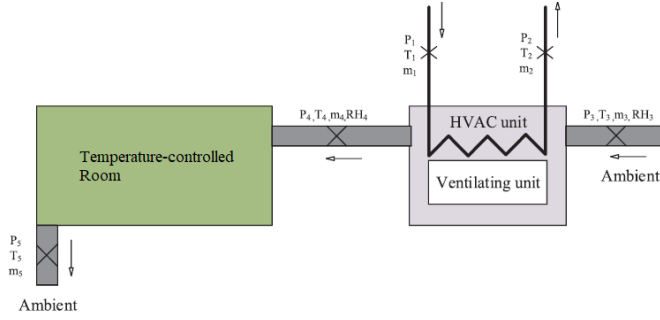 P₁
T₁
m₁
P₂
T₂
m₂
P₄,T₄,m₄,RH₄
HVAC unit
P₃,T₃,m₃,RH₃
Temperature-controlled
Room
Ventilating unit
Ambient
P₅
T₅
m₅
Ambient